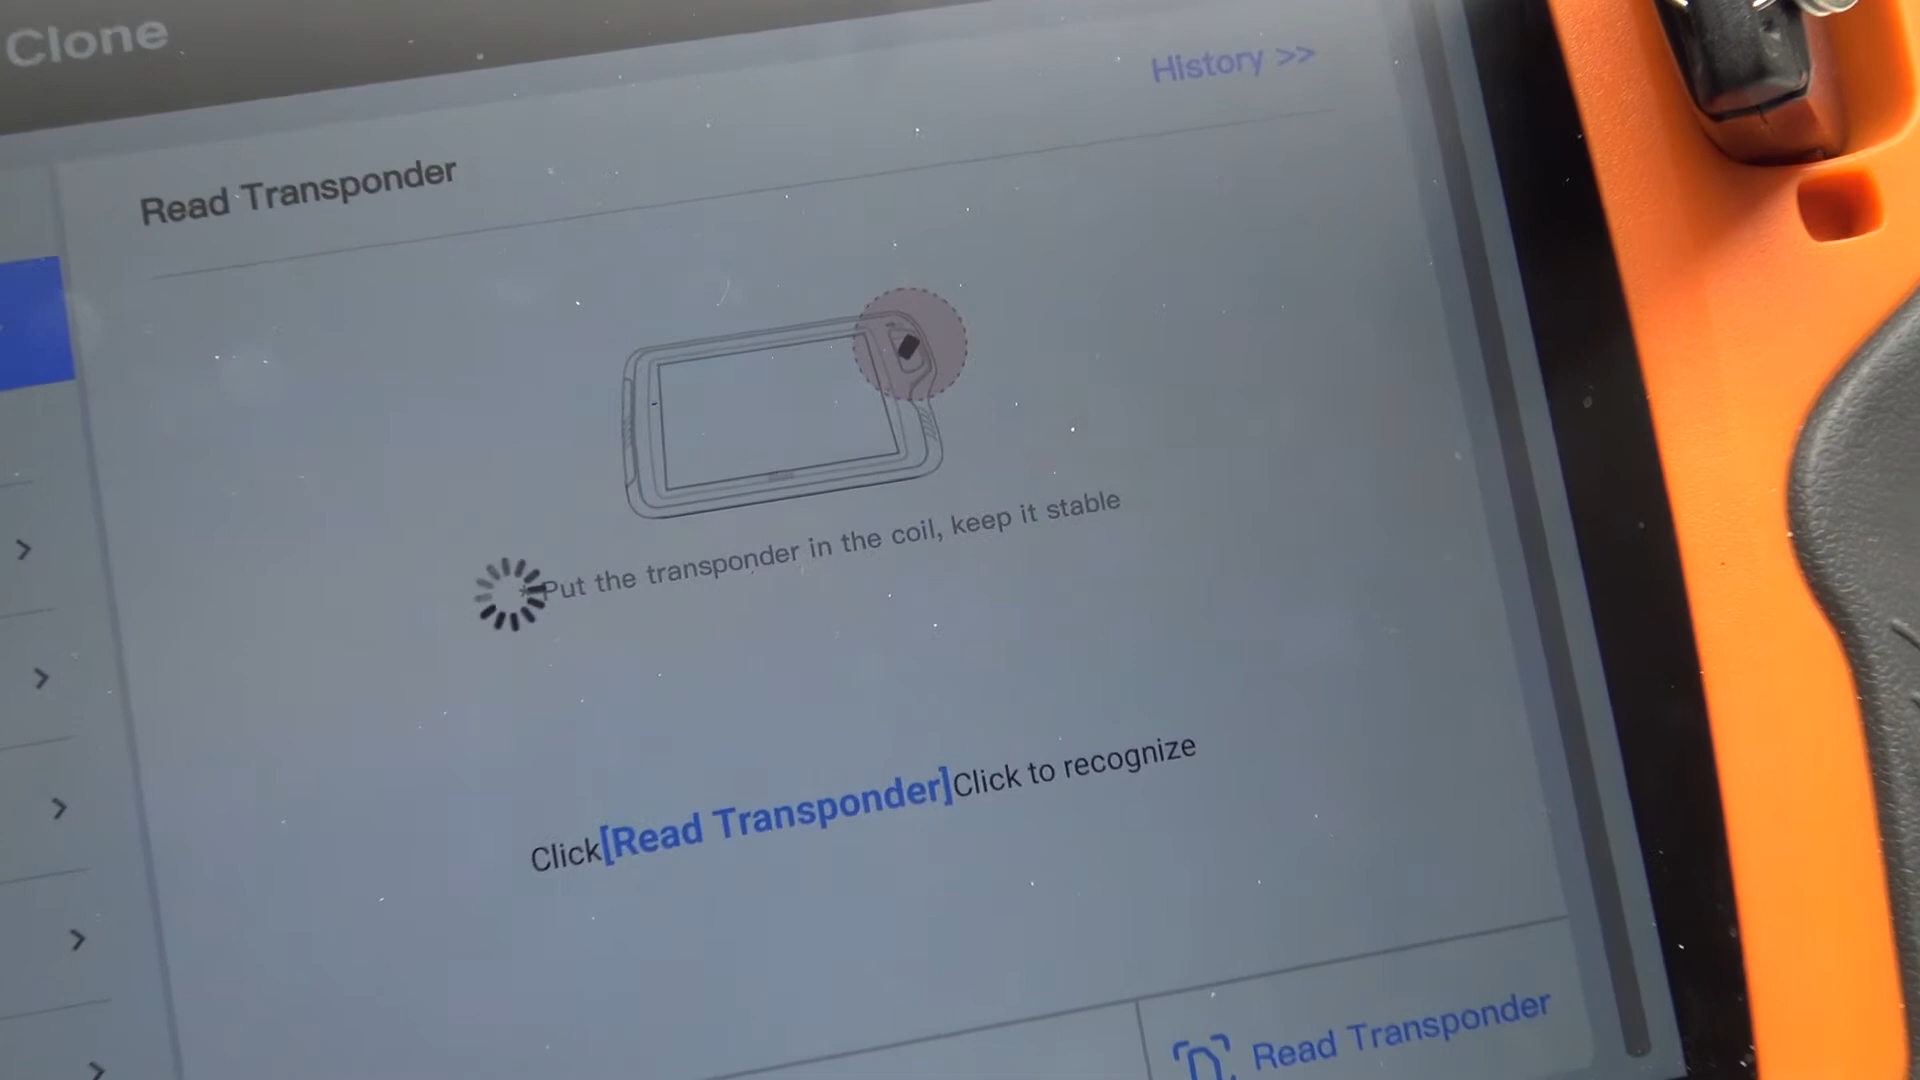 Clone
History >>
Read Transponder
Put the transponder in the coil, keep it stable
Click[Read Transponder]Click to recognize
Read Transponder